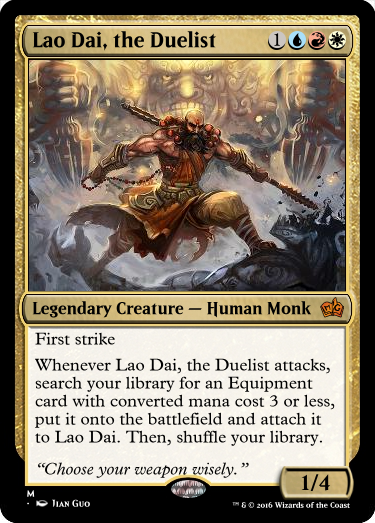 Lao Dai, the Duelist 1
Legendary Creature — Human Monk
First strike
Whenever Lao Dai, the Duelist attacks,
search your library for an Equipment
card with converted mana cost 3 or less,
put it onto the battlefield and attach it
to Lao Dai. Then, shuffle your library.
“Choose your weapon wisely.”
1/4
M
· Jian Guo
™ & © 2016 Wizards of the Coast